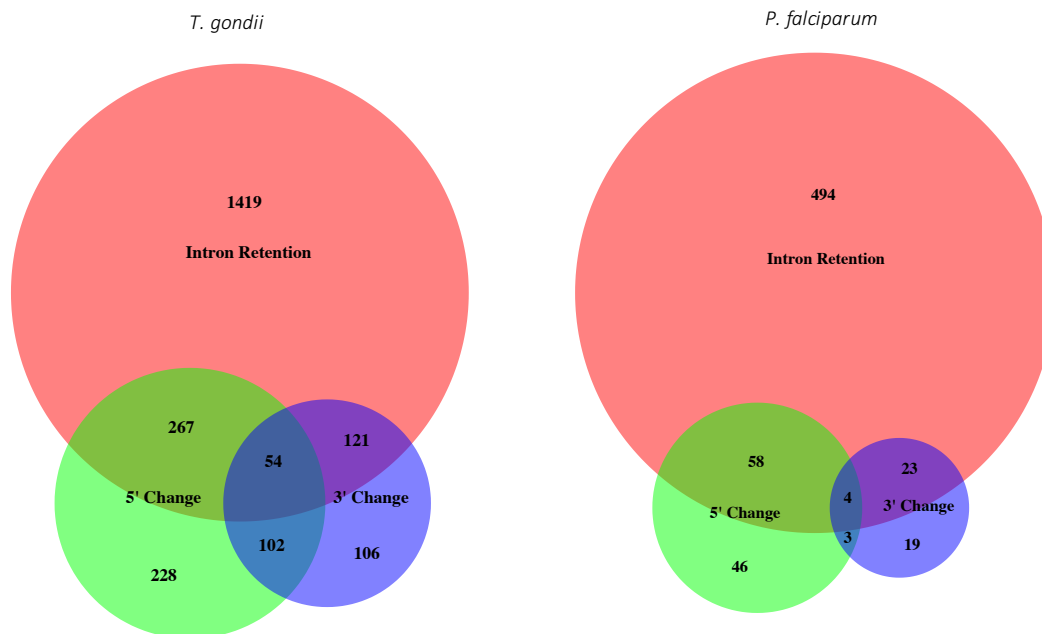 T. gondii
1419
Intron Retention
267
54
121
5' Change
3' Change
102
106
228
P. falciparum
494
Intron Retention
58
23
4
3' Change
5' Change
3
19
46